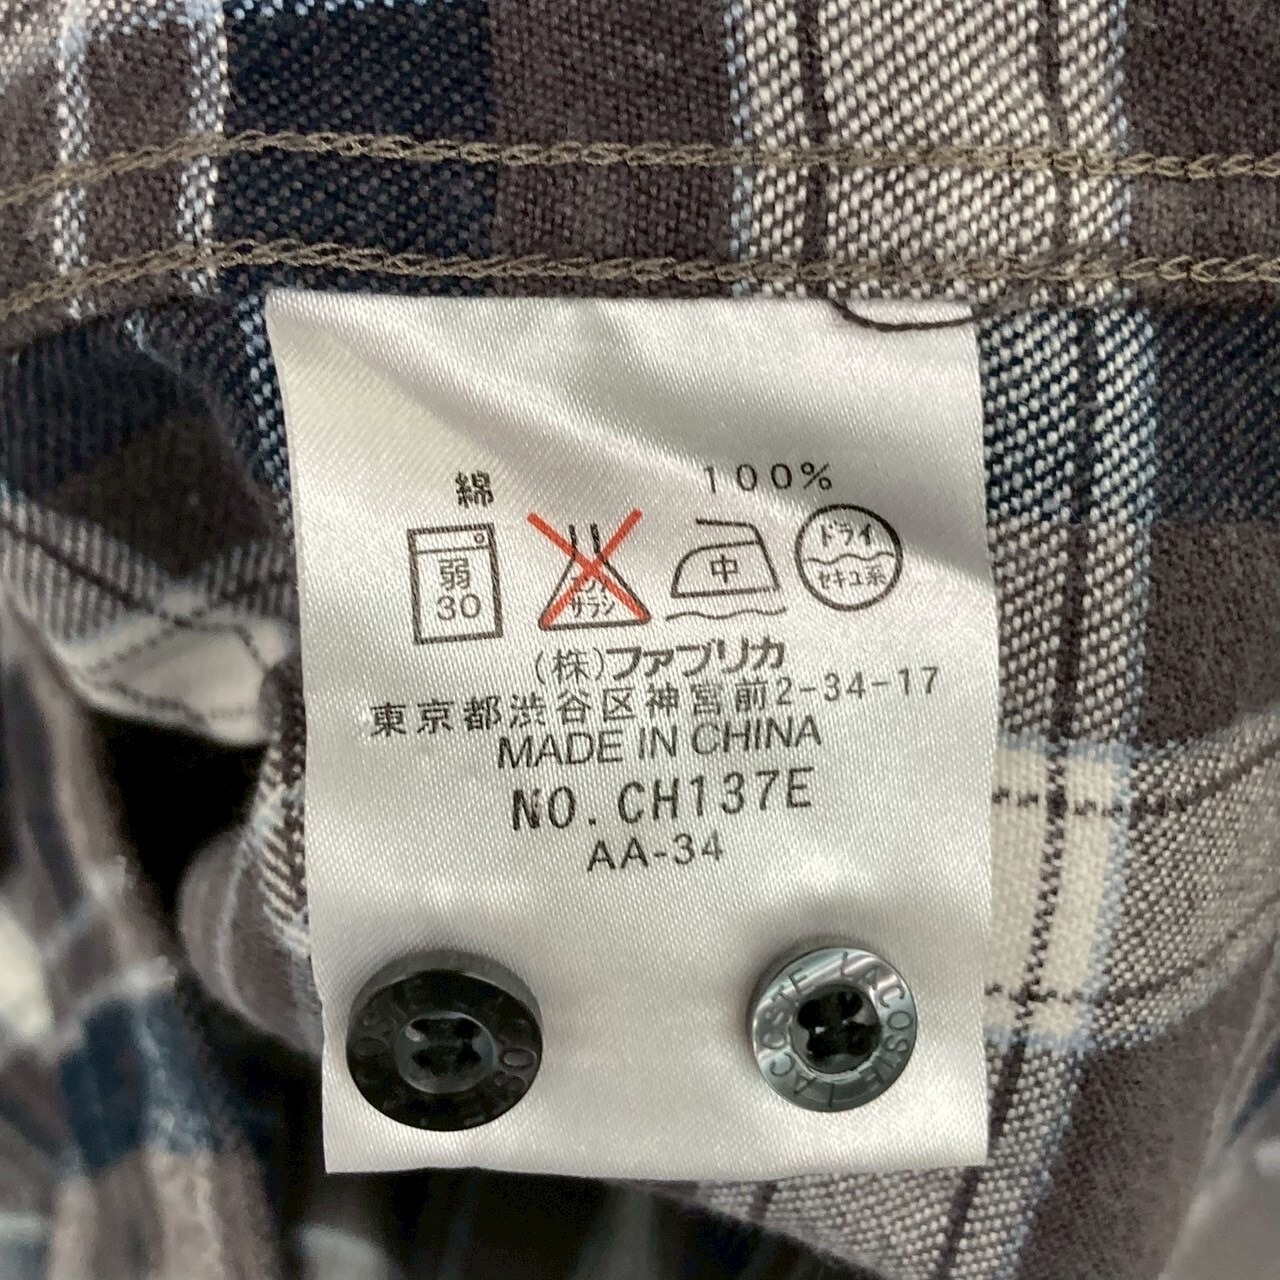 綿 100%
弱 30 エンソ サラシ 中 ドライ セキユ系
(株)ファブリカ
東京都渋谷区神宮前2-34-17
MADE IN CHINA
NO. CH137E
AA-34
LACOSTE LACOSTE